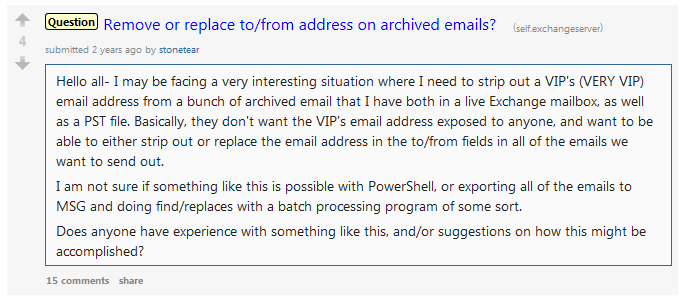 Question Remove or replace to/from address on archived emails? (self.exchangeserver)
4
submitted 2 years ago by stonetear
Hello all- I may be facing a very interesting situation where I need to strip out a VIP's (VERY VIP)
email address from a bunch of archived email that I have both in a live Exchange mailbox, as well
as a PST file. Basically, they don't want the VIP's email address exposed to anyone, and want to be
able to either strip out or replace the email address in the to/from fields in all of the emails we
want to send out.
I am not sure if something like this is possible with PowerShell, or exporting all of the emails to
MSG and doing find/replaces with a batch processing program of some sort.
Does anyone have experience with something like this, and/or suggestions on how this might be
accomplished?
15 comments share